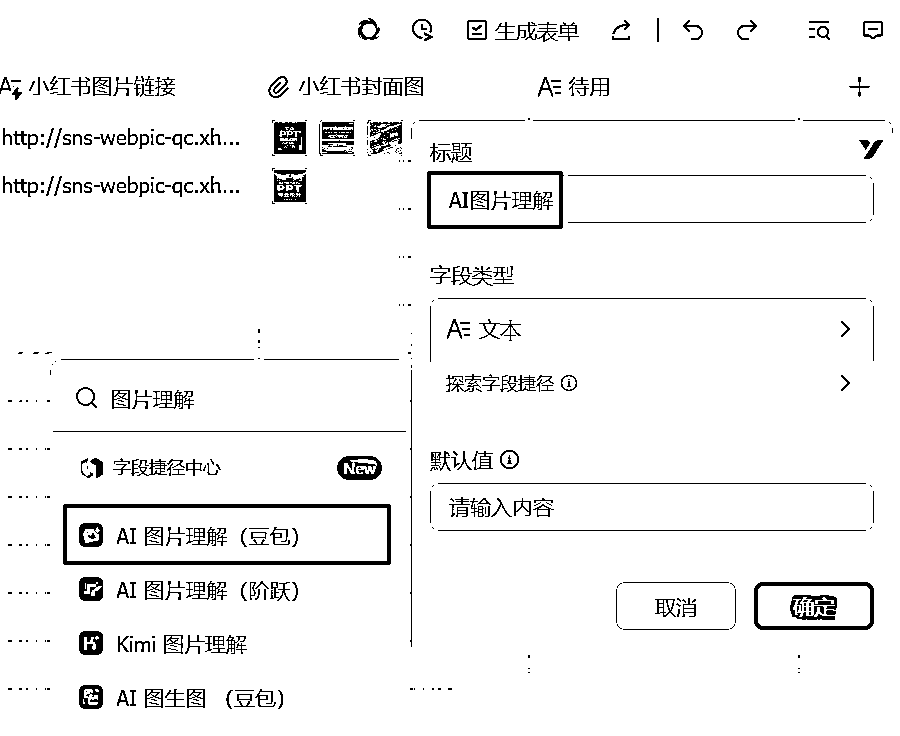 生成表单
小红书图片链接
小红书封面图
待用
http://sns-webpic-qc.xh...
http://sns-webpic-qc.xh...
PPT
PPT
标题
AI图片理解
字段类型
文本
探索字段捷径
默认值
请输入内容
取消
确定
图片理解
字段捷径中心
New
AI 图片理解（豆包）
AI 图片理解（阶跃）
Kimi 图片理解
AI 图生图 （豆包）